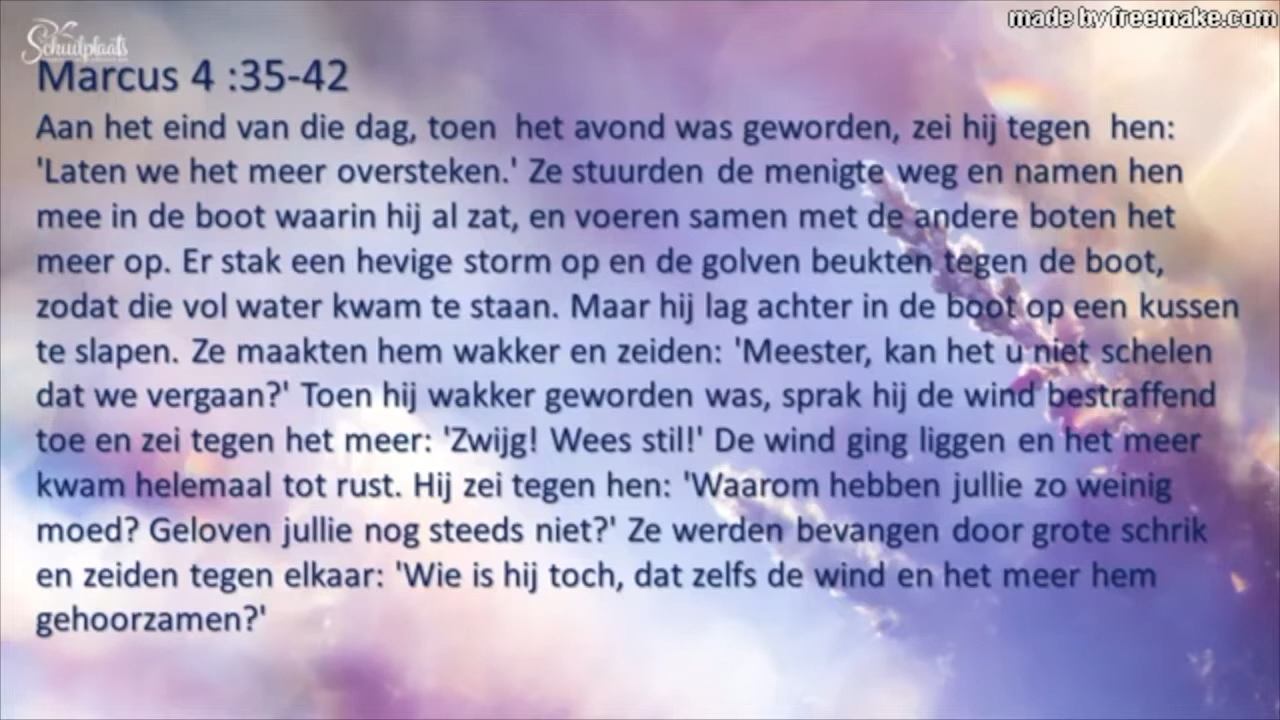 made by freemake.com
Schuilplaats
Marcus 4 :35-42
Aan het eind van die dag, toen het avond was geworden, zei hij tegen hen:
'Laten we het meer oversteken.' Ze stuurden de menigte weg en namen hen
mee in de boot waarin hij al zat, en voeren samen met de andere boten het
meer op. Er stak een hevige storm op en de golven beukten tegen de boot,
zodat die vol water kwam te staan. Maar hij lag achter in de boot op een kussen
te slapen. Ze maakten hem wakker en zeiden: 'Meester, kan het u niet schelen
dat we vergaan?' Toen hij wakker geworden was, sprak hij de wind bestraffend
toe en zei tegen het meer: 'Zwijg! Wees stil!' De wind ging liggen en het meer
kwam helemaal tot rust. Hij zei tegen hen: 'Waarom hebben jullie zo weinig
moed? Geloven jullie nog steeds niet?' Ze werden bevangen door grote schrik
en zeiden tegen elkaar: 'Wie is hij toch, dat zelfs de wind en het meer hem
gehoorzamen?'